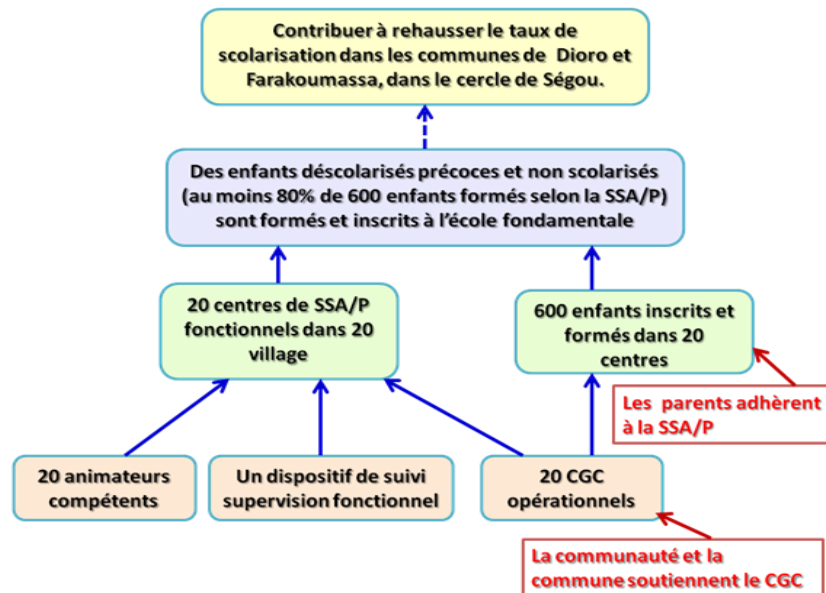 Contribuer à rehausser le taux de
scolarisation dans les communes de Dioro et
Farakoumassa, dans le cercle de Ségou.
Des enfants déscolarisés précoces et non scolarisés
(au moins 80% de 600 enfants formés selon la SSA/P)
sont formés et inscrits à l'école fondamentale
20 centres de SSA/P
fonctionnels dans 20
village
600 enfants inscrits et
formés dans 20
centres
Les parents adhèrent
à la SSA/P
20 animateurs
compétents
Un dispositif de suivi
supervision fonctionnel
20 CGC
opérationnels
La communauté et la
commune soutiennent le CGC